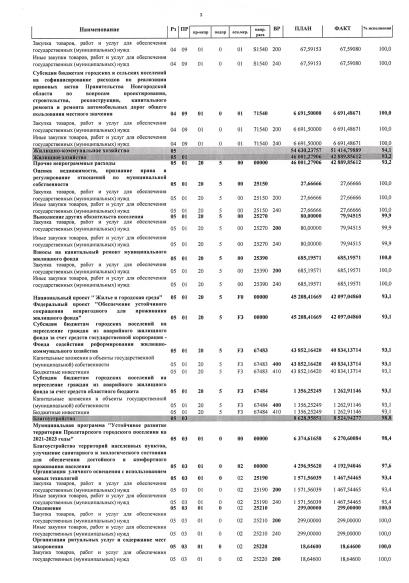 3
Наименование Рз ПР пр-мпр подпр осн.мер. напр. расх ВР ПЛАН ФАКТ % исполнения
Закупка товаров, работ и услуг для обеспечения государственных (муниципальных) нужд 04 09 01 0 01 S1540 200 67,59153 67,59080 100,0
Иные закупки товаров, работ и услуг для обеспечения государственных (муниципальных) нужд 04 09 01 0 01 S1540 240 67,59153 67,59080 100,0
Субсидии бюджетам городских и сельских поселений на софинансирование расходов по реализации правовых актов Правительства Новгородской области по вопросам проектирования, строительства, реконструкции, капитального ремонта и ремонта автомобильных дорог общего пользования местного значения 04 09 01 0 01 71540 6 691,50000 6 691,48671 100,0
Закупка товаров, работ и услуг для обеспечения государственных (муниципальных) нужд 04 09 01 0 01 71540 200 6 691,50000 6 691,48671 100,0
Иные закупки товаров, работ и услуг для обеспечения государственных (муниципальных) нужд 04 09 01 0 01 71540 240 6 691,50000 6 691,48671 100,0
Жилищно-коммунальное хозяйство 05 54 630,23757 51 414,79889 94,1
Жилищное хозяйство 05 01 46 001,27906 42 889,85612 93,2
Прочие непрограммные расходы 05 01 20 5 00 00000 46 001,27906 42 889,85612 93,2
Оценка недвижимости, признание права и регулирование отношений по муниципальной собственности 05 01 20 5 00 25150 27,66666 27,66666 100,0
Закупка товаров, работ и услуг для обеспечения государственных (муниципальных) нужд 05 01 20 5 00 25150 200 27,66666 27,66666 100,0
Иные закупки товаров, работ и услуг для обеспечения государственных (муниципальных) нужд 05 01 20 5 00 25150 240 27,66666 27,66666 100,0
Выполнение других обязательств поселения 05 01 20 5 00 25270 80,00000 79,94515 99,9
Закупка товаров, работ и услуг для обеспечения государственных (муниципальных) нужд 05 01 20 5 00 25270 200 80,00000 79,94515 99,9
Иные закупки товаров, работ и услуг для обеспечения государственных (муниципальных) нужд 05 01 20 5 00 25270 240 80,00000 79,94515 99,9
Взносы на капитальный ремонт муниципального жилищного фонда 05 01 20 5 00 25390 685,19571 685,19571 100,0
Закупка товаров, работ и услуг для обеспечения государственных (муниципальных) нужд 05 01 20 5 00 25390 200 685,19571 685,19571 100,0
Иные закупки товаров, работ и услуг для обеспечения государственных (муниципальных) нужд 05 01 20 5 00 25390 240 685,19571 685,19571 100,0
Национальный проект "Жилье и городская среда" 05 01 20 5 F0 00000 45 208,41669 42 097,04860 93,1
Федеральный проект "Обеспечение устойчивого сокращения непригодного для проживания жилищного фонда" 05 01 20 5 F3 00000 45 208,41669 42 097,04860 93,1
Субсидии бюджетам городских поселений на переселение граждан из аварийного жилищного фонда за счет средств государственной корпорации - Фонда содействия реформированию жилищно-коммунального хозяйства 05 01 20 5 F3 67483 43 852,16420 40 834,13714 93,1
Капитальные вложения в объекты государственной (муниципальной) собственности 05 01 20 5 F3 67483 400 43 852,16420 40 834,13714 93,1
Бюджетные инвестиции 05 01 20 5 F3 67483 410 43 852,16420 40 834,13714 93,1
Субсидии бюджетам городских поселений на переселение граждан из аварийного жилищного фонда за счет средств областного бюджета 05 01 20 5 F3 67484 1 356,25249 1 262,91146 93,1
Капитальные вложения в объекты государственной (муниципальной) собственности 05 01 20 5 F3 67484 400 1 356,25249 1 262,91146 93,1
Бюджетные инвестиции 05 01 20 5 F3 67484 410 1 356,25249 1 262,91146 93,1
Благоустройство 05 03 8 628,95851 8 524,94277 98,8
Муниципальная программа "Устойчивое развитие территории Пролетарского городского поселения на 2021-2023 годы" 05 03 01 0 00 00000 6 374,61658 6 270,60084 98,4
Благоустройство территорий населенных пунктов, улучшение санитарного и экологического состояния для обеспечения достойного и комфортного проживания населения 05 03 01 0 02 00000 4 296,95620 4 192,94046 97,6
Организация уличного освещения с использованием новых технологий 05 03 01 0 02 25190 1 571,56039 1 467,54465 93,4
Закупка товаров, работ и услуг для обеспечения государственных (муниципальных) нужд 05 03 01 0 02 25190 200 1 571,56039 1 467,54465 93,4
Иные закупки товаров, работ и услуг для обеспечения государственных (муниципальных) нужд 05 03 01 0 02 25190 240 1 571,56039 1 467,54465 93,4
Озеленение 05 03 01 0 02 25210 299,00000 299,00000 100,0
Закупка товаров, работ и услуг для обеспечения государственных (муниципальных) нужд 05 03 01 0 02 25210 200 299,00000 299,00000 100,0
Иные закупки товаров, работ и услуг для обеспечения государственных (муниципальных) нужд 05 03 01 0 02 25210 240 299,00000 299,00000 100,0
Организация ритуальных услуг и содержание мест захоронения 05 03 01 0 02 25220 18,64600 18,64600 100,0
Закупка товаров, работ и услуг для обеспечения государственных (муниципальных) нужд 05 03 01 0 02 25220 200 18,64600 18,64600 100,0